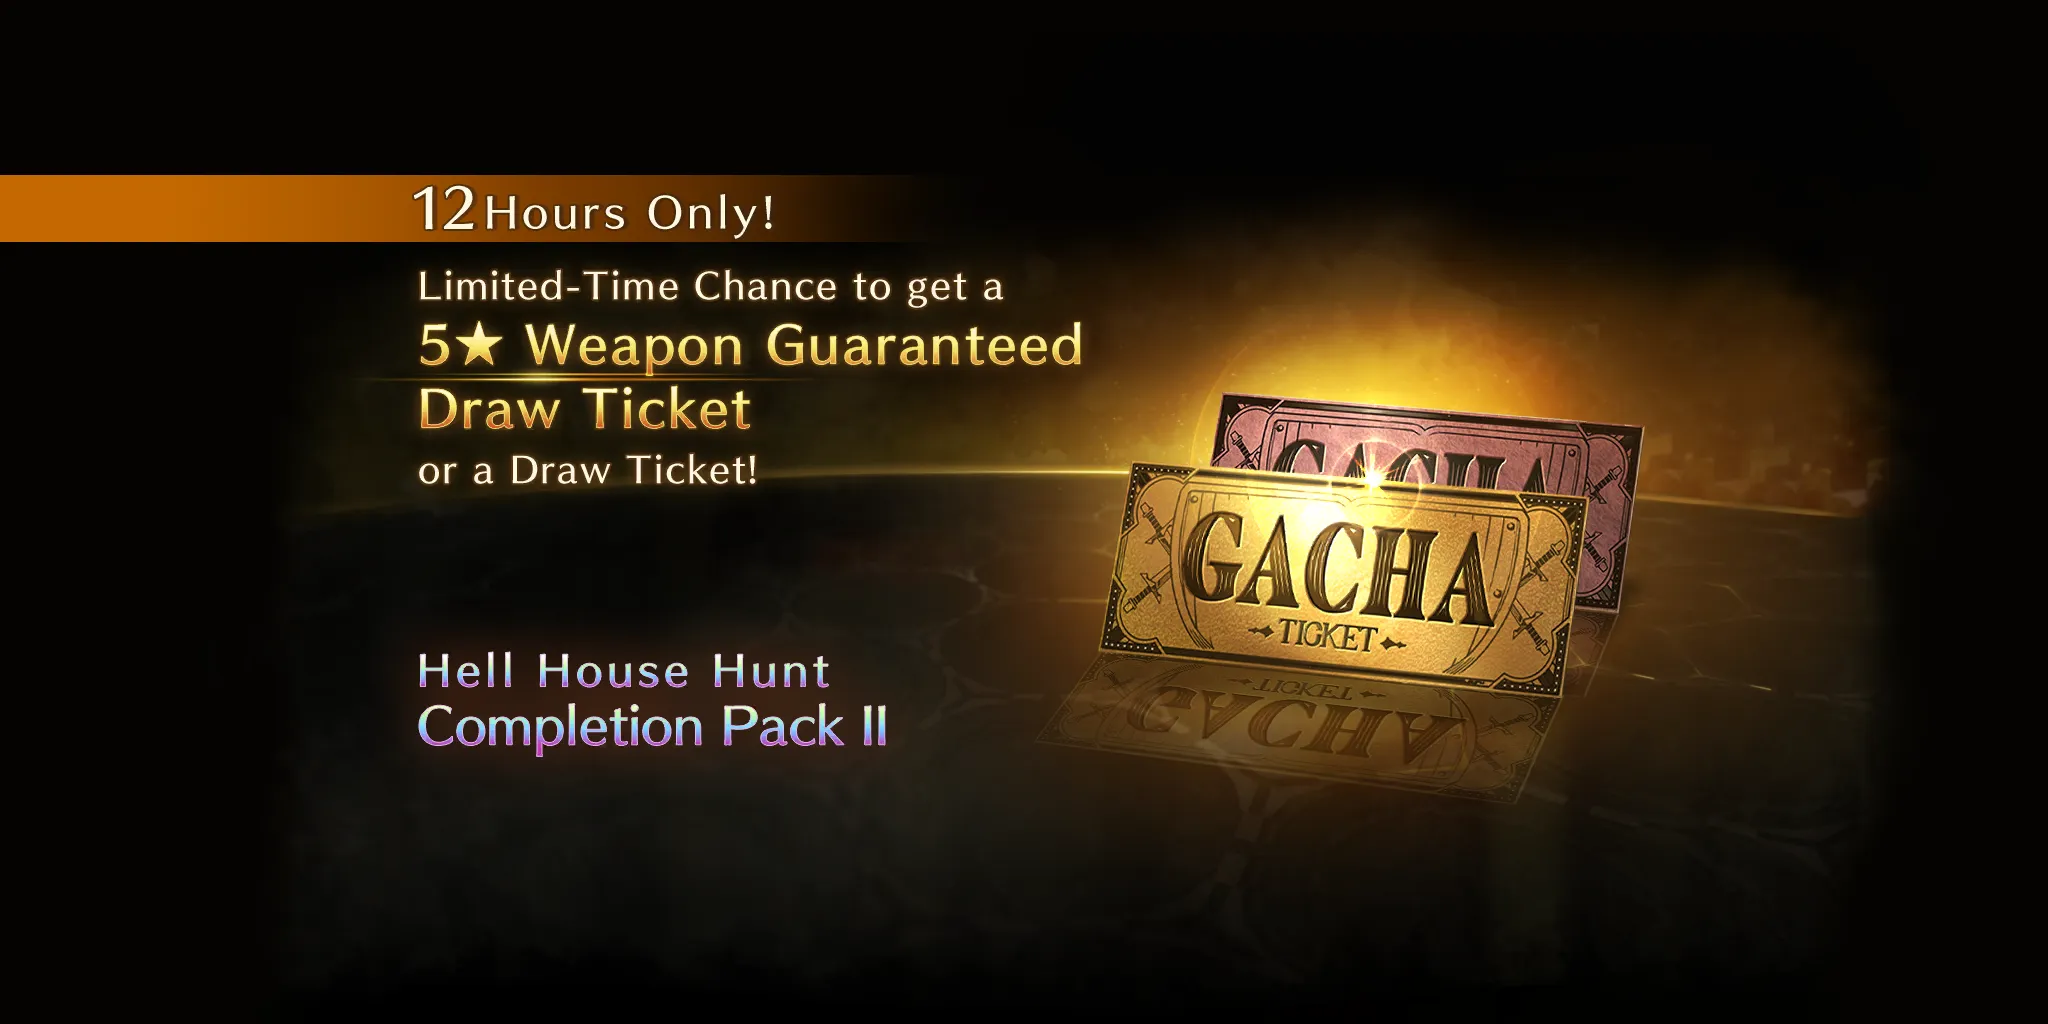 12 Hours Only!
Limited-Time Chance to get a
5★ Weapon Guaranteed
Draw Ticket
or a Draw Ticket!
GACHA
GACHA
TICKET
Hell House Hunt
Completion Pack II